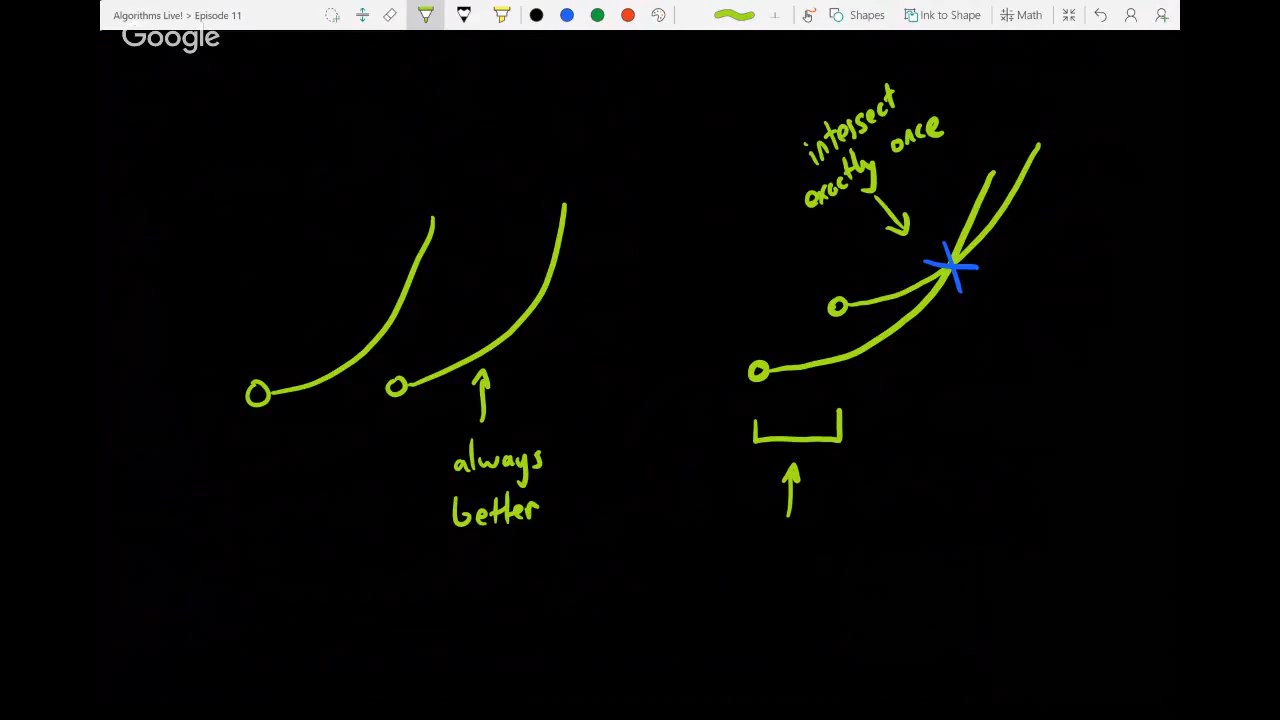 Algorithms Live! > Episode 11
Shapes
Ink to Shape
Math
Google
intersect
exactly once
always
better